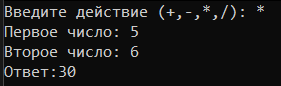 Введите действие (+,-,*,/): *
Первое число: 5
Второе число: 6
Ответ:30